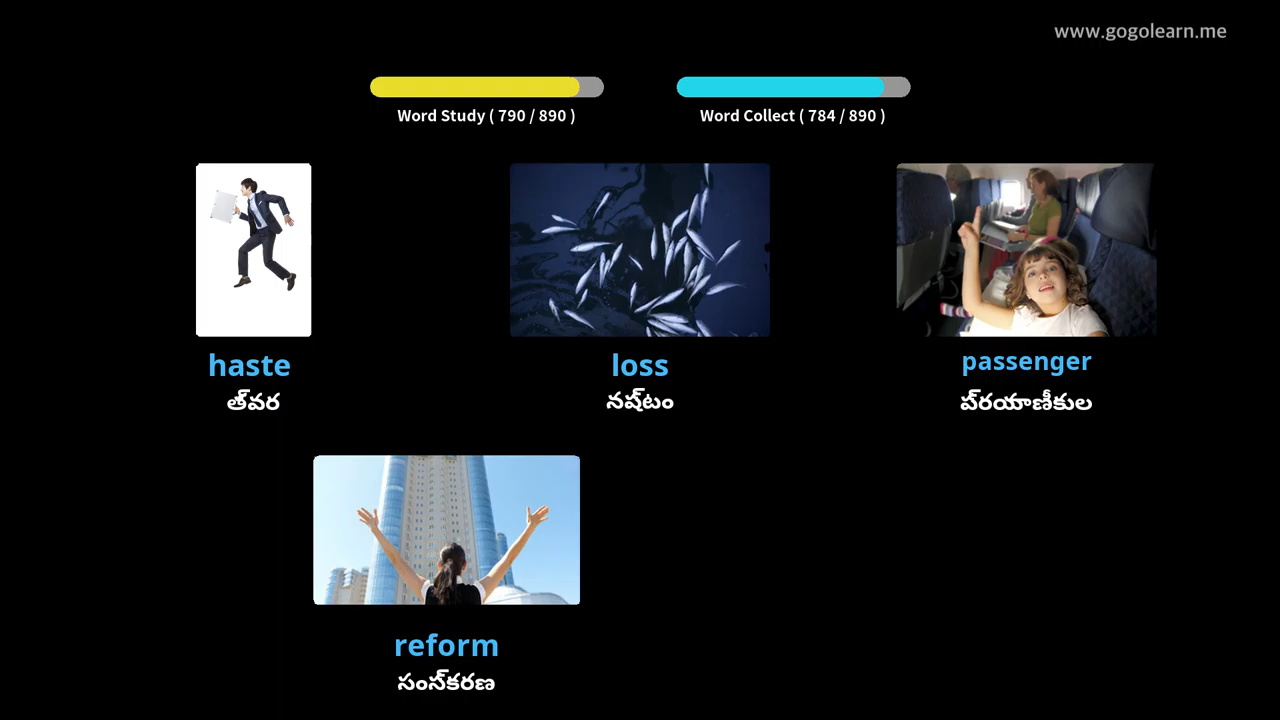 www.gogolearn.me
Word Study ( 790 / 890 )
Word Collect ( 784 / 890 )
haste
త్వర
loss
నష్టం
passenger
ప్రయాణీకుల
reform
సంస్కరణ